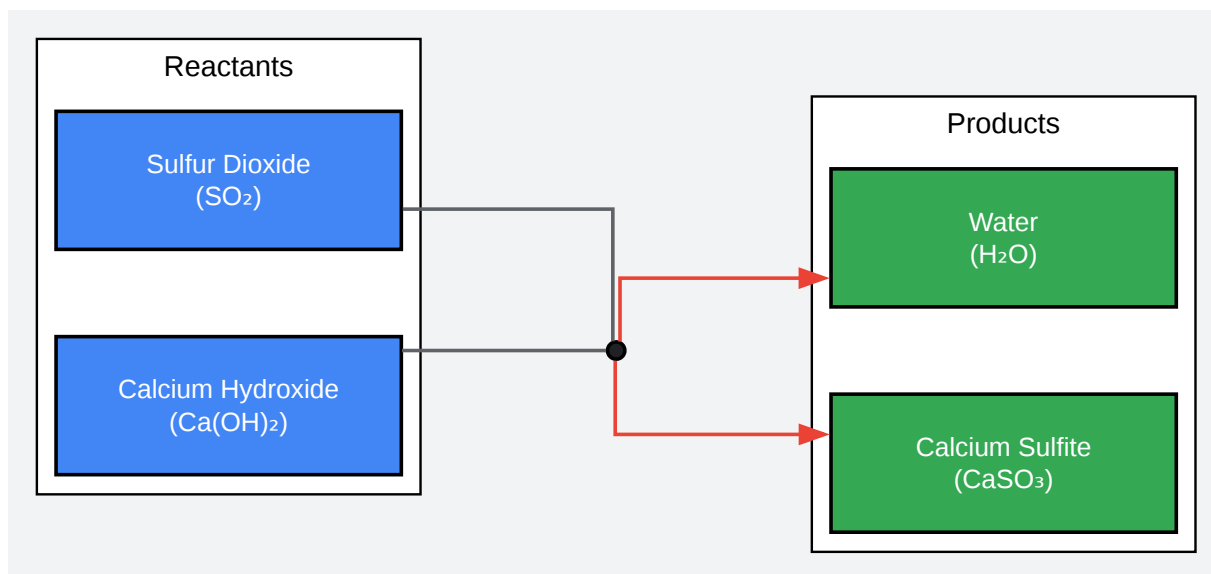 Reactants
Sulfur Dioxide
(SO₂)
Calcium Hydroxide
(Ca(OH)₂)
Products
Water
(H₂O)
Calcium Sulfite
(CaSO₃)